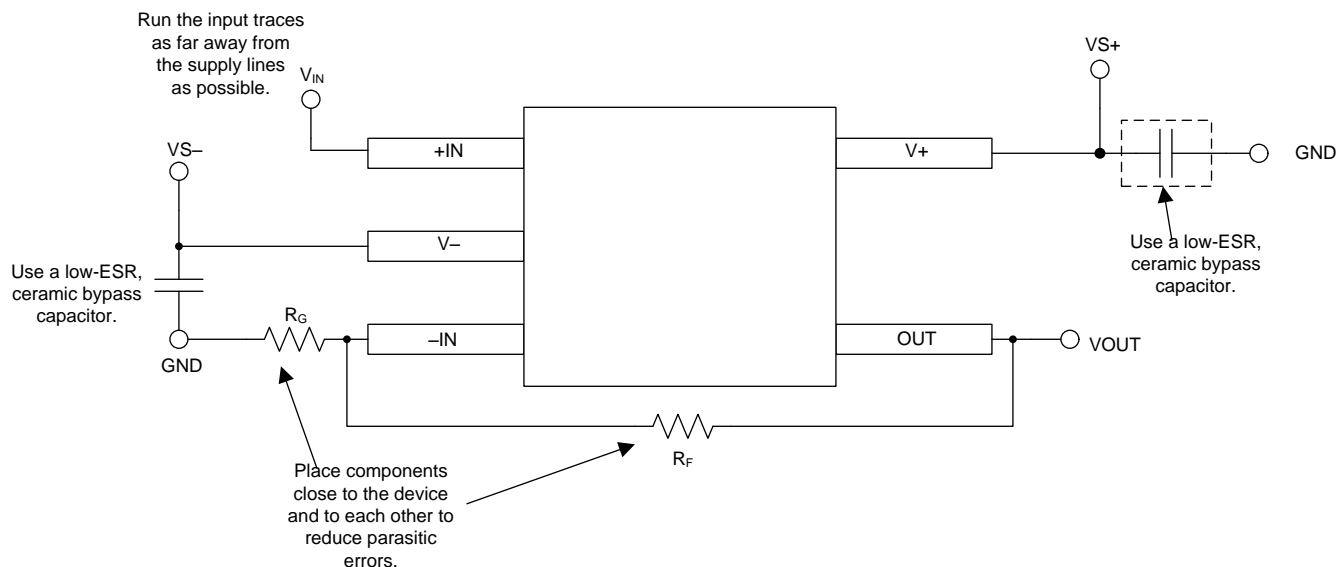 Run the input traces
as far away from
the supply lines
as possible.
VIN
VS+
VS–
+IN
V+
GND
V–
Use a low-ESR,
ceramic bypass
capacitor.
Use a low-ESR,
ceramic bypass
capacitor.
RG
–IN
OUT
VOUT
GND
RF
Place components
close to the device
and to each other to
reduce parasitic
errors.